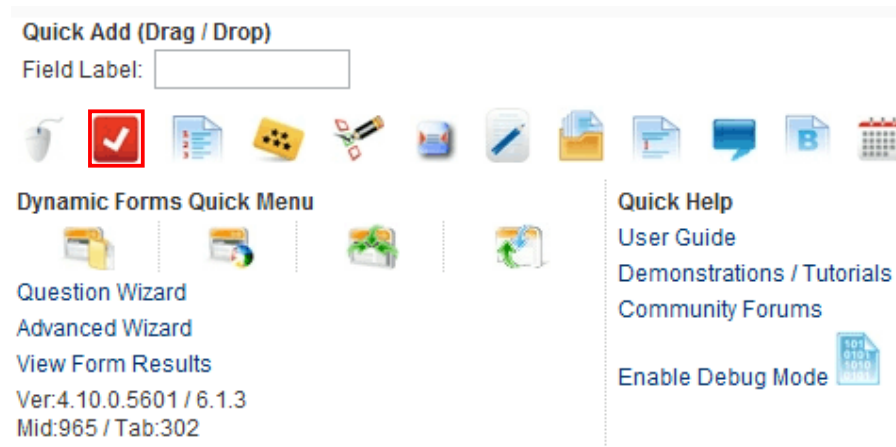 Quick Add (Drag / Drop)
Field Label:
Dynamic Forms Quick Menu
Question Wizard
Advanced Wizard
View Form Results
Ver:4.10.0.5601 / 6.1.3
Mid:965 / Tab:302
Quick Help
User Guide
Demonstrations / Tutorials
Community Forums
Enable Debug Mode